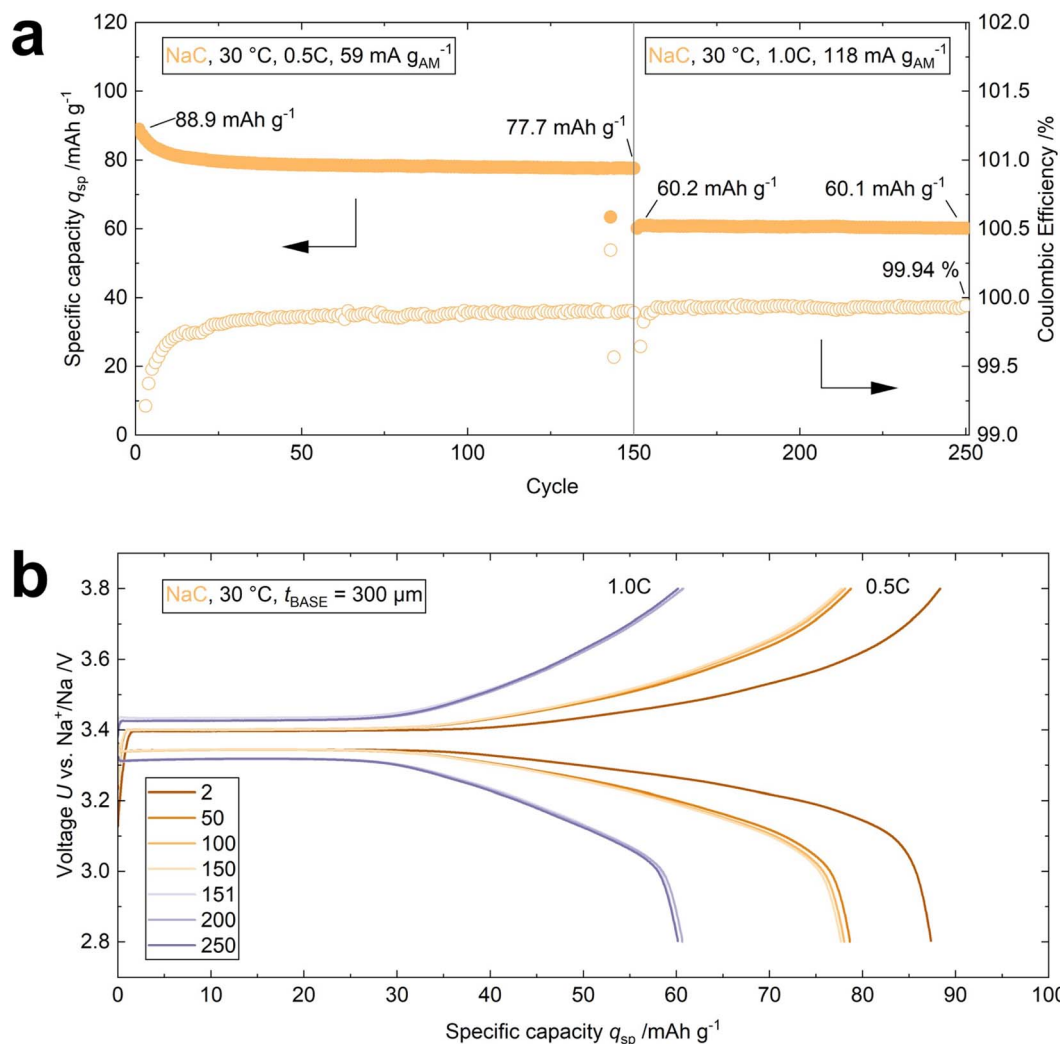 a
NaC, 30 °C, 0.5C, 59 mA g_AM⁻¹
NaC, 30 °C, 1.0C, 118 mA g_AM⁻¹
88.9 mAh g⁻¹
77.7 mAh g⁻¹
60.2 mAh g⁻¹
60.1 mAh g⁻¹
99.94 %
Specific capacity q_sp /mAh g⁻¹
120
100
80
60
40
20
0
102.0
101.5
101.0
100.5
100.0
99.5
99.0
Coulombic Efficiency /%
0 50 100 150 200 250
Cycle
b
NaC, 30 °C, t_BASE = 300 µm
1.0C
0.5C
Voltage U vs. Na⁺/Na /V
3.8
3.6
3.4
3.2
3.0
2.8
2
50
100
150
151
200
250
0 10 20 30 40 50 60 70 80 90 100
Specific capacity q_sp /mAh g⁻¹